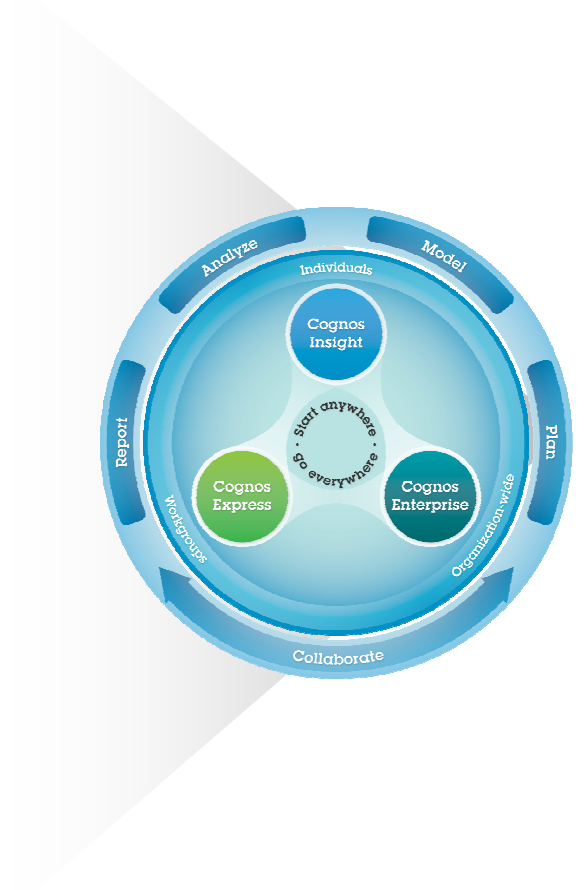 Analyze
Model
Individuals
Cognos
Insight
Start anywhere
· go everywhere ·
Report
Plan
Cognos
Express
Cognos
Enterprise
Workgroups
Organization-wide
Collaborate